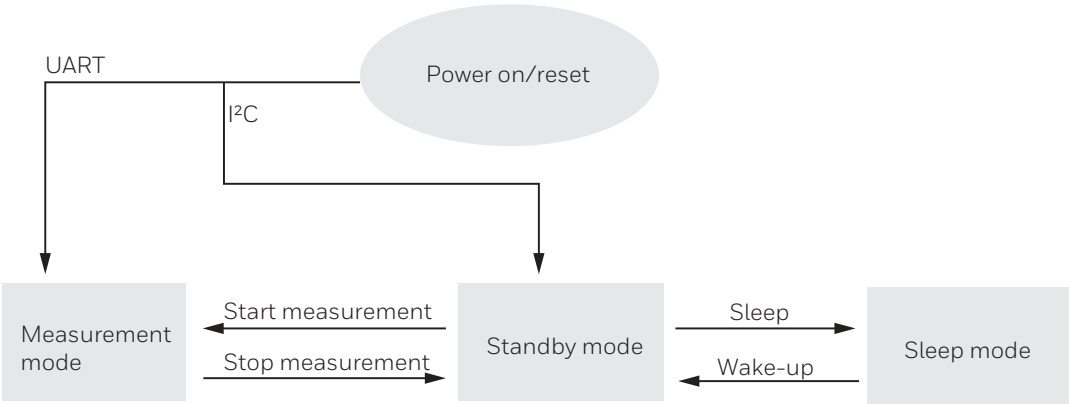 UART
Power on/reset
I²C
Start measurement
Sleep
Measurement
mode
Standby mode
Sleep mode
Stop measurement
Wake-up